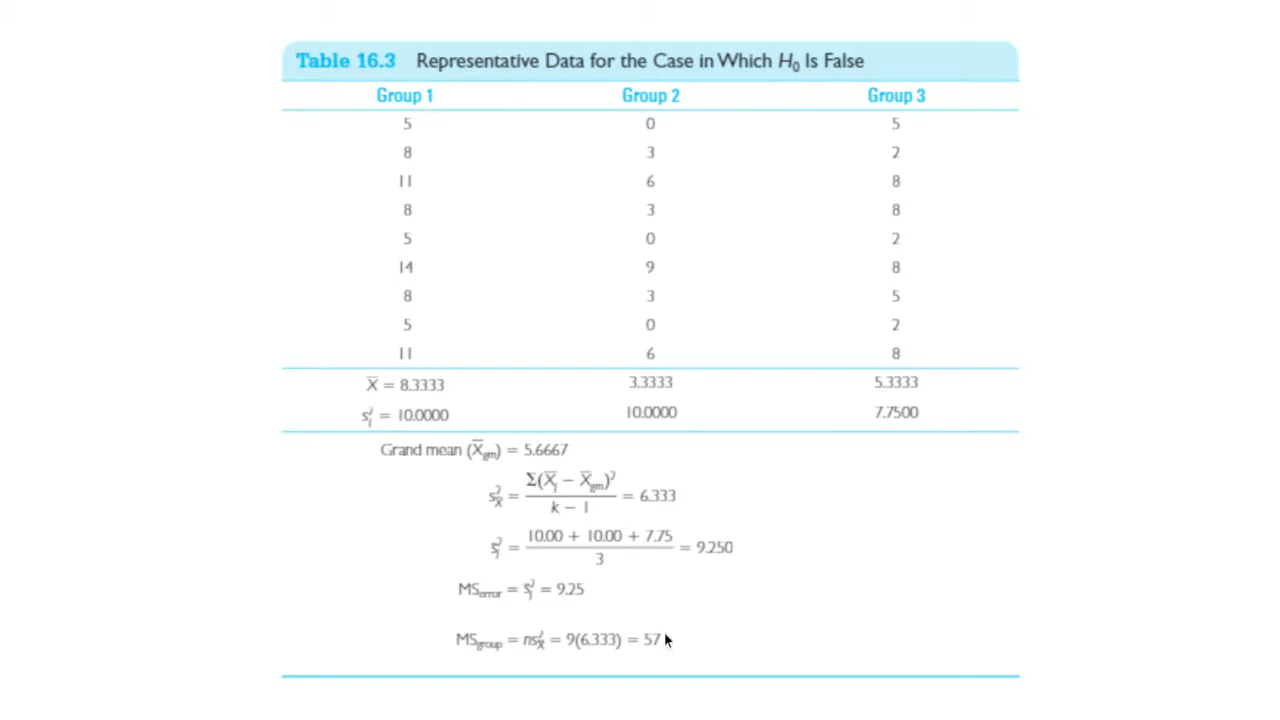 Table 16.3 Representative Data for the Case in Which H₀ Is False
Group 1 Group 2 Group 3
5 0 5
8 3 2
11 6 8
8 3 8
5 0 2
14 9 8
8 3 5
5 0 2
11 6 8
X̄ = 8.3333 3.3333 5.3333
s²ⱼ = 10.0000 10.0000 7.7500
Grand mean (X̄gm) = 5.6667
s²X̄ = Σ(X̄ⱼ − X̄gm)² / k − 1 = 6.333
s²ⱼ = 10.00 + 10.00 + 7.75 / 3 = 9.250
MSerror = s²ⱼ = 9.25
MSgroup = ns²X̄ = 9(6.333) = 57